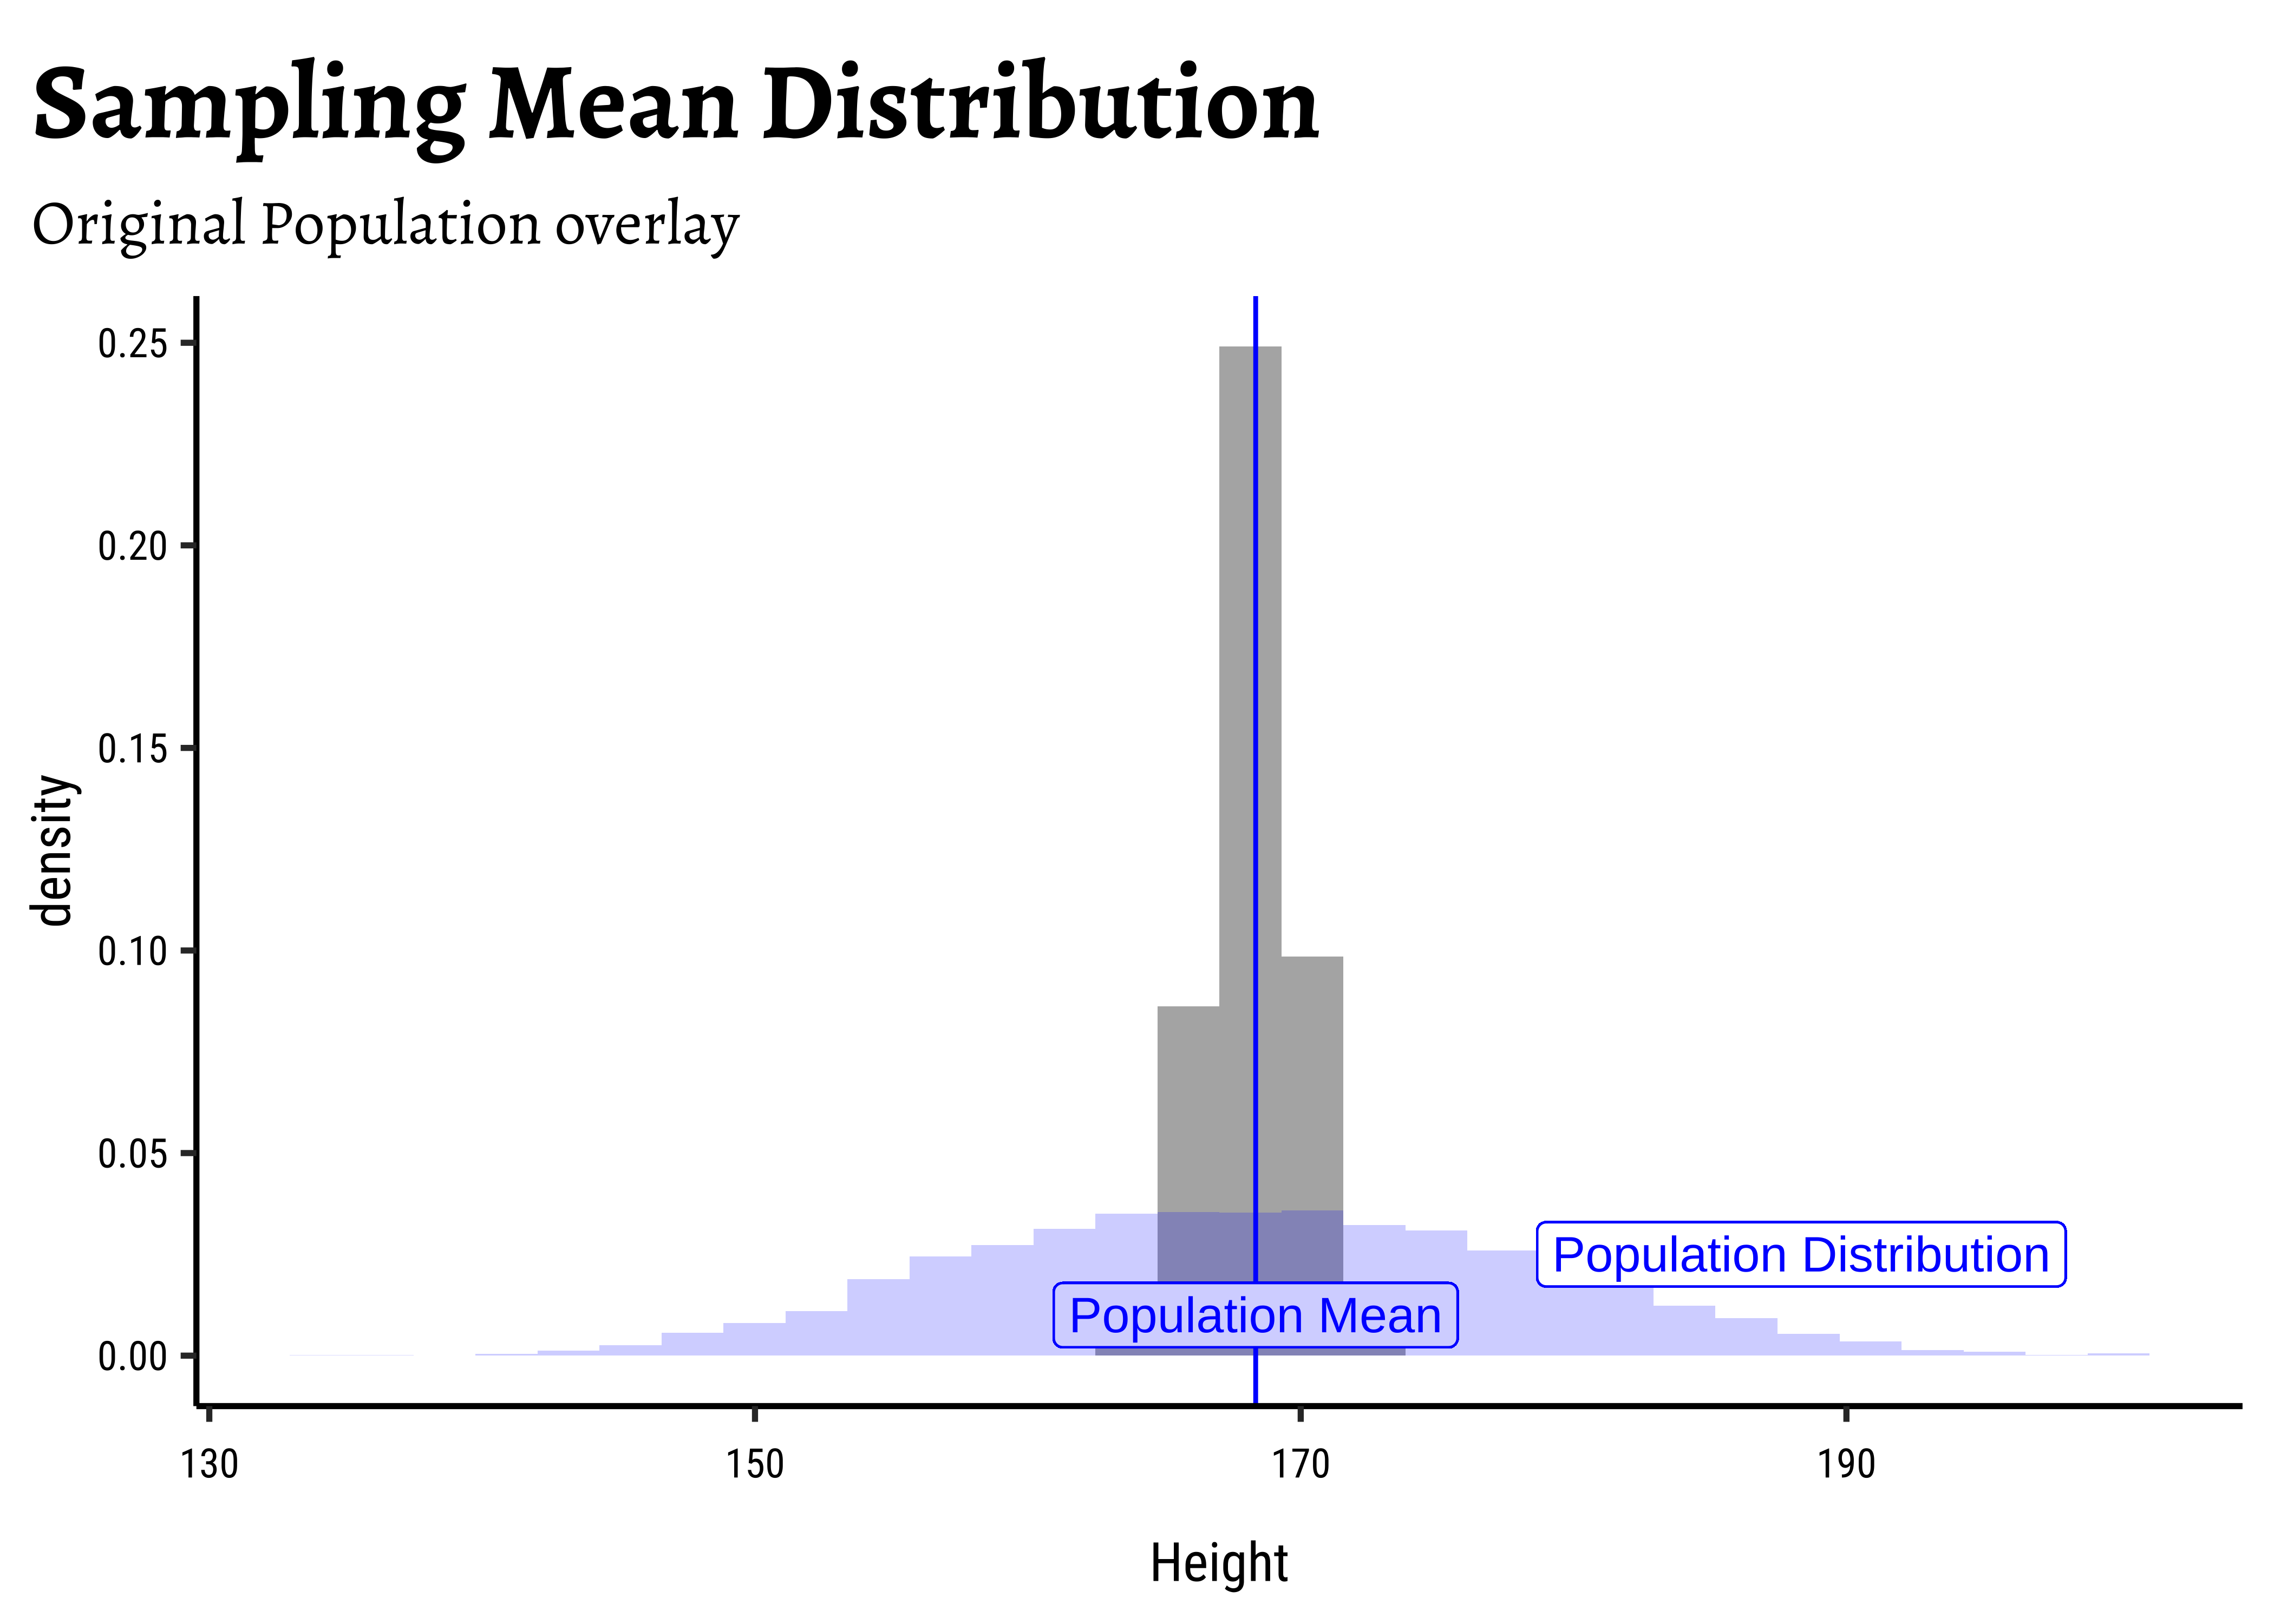 Sampling Mean Distribution
Original Population overlay
0.25
0.20
0.15
density
0.10
0.05
Population Distribution
Population Mean
0.00
130 150 170 190
Height